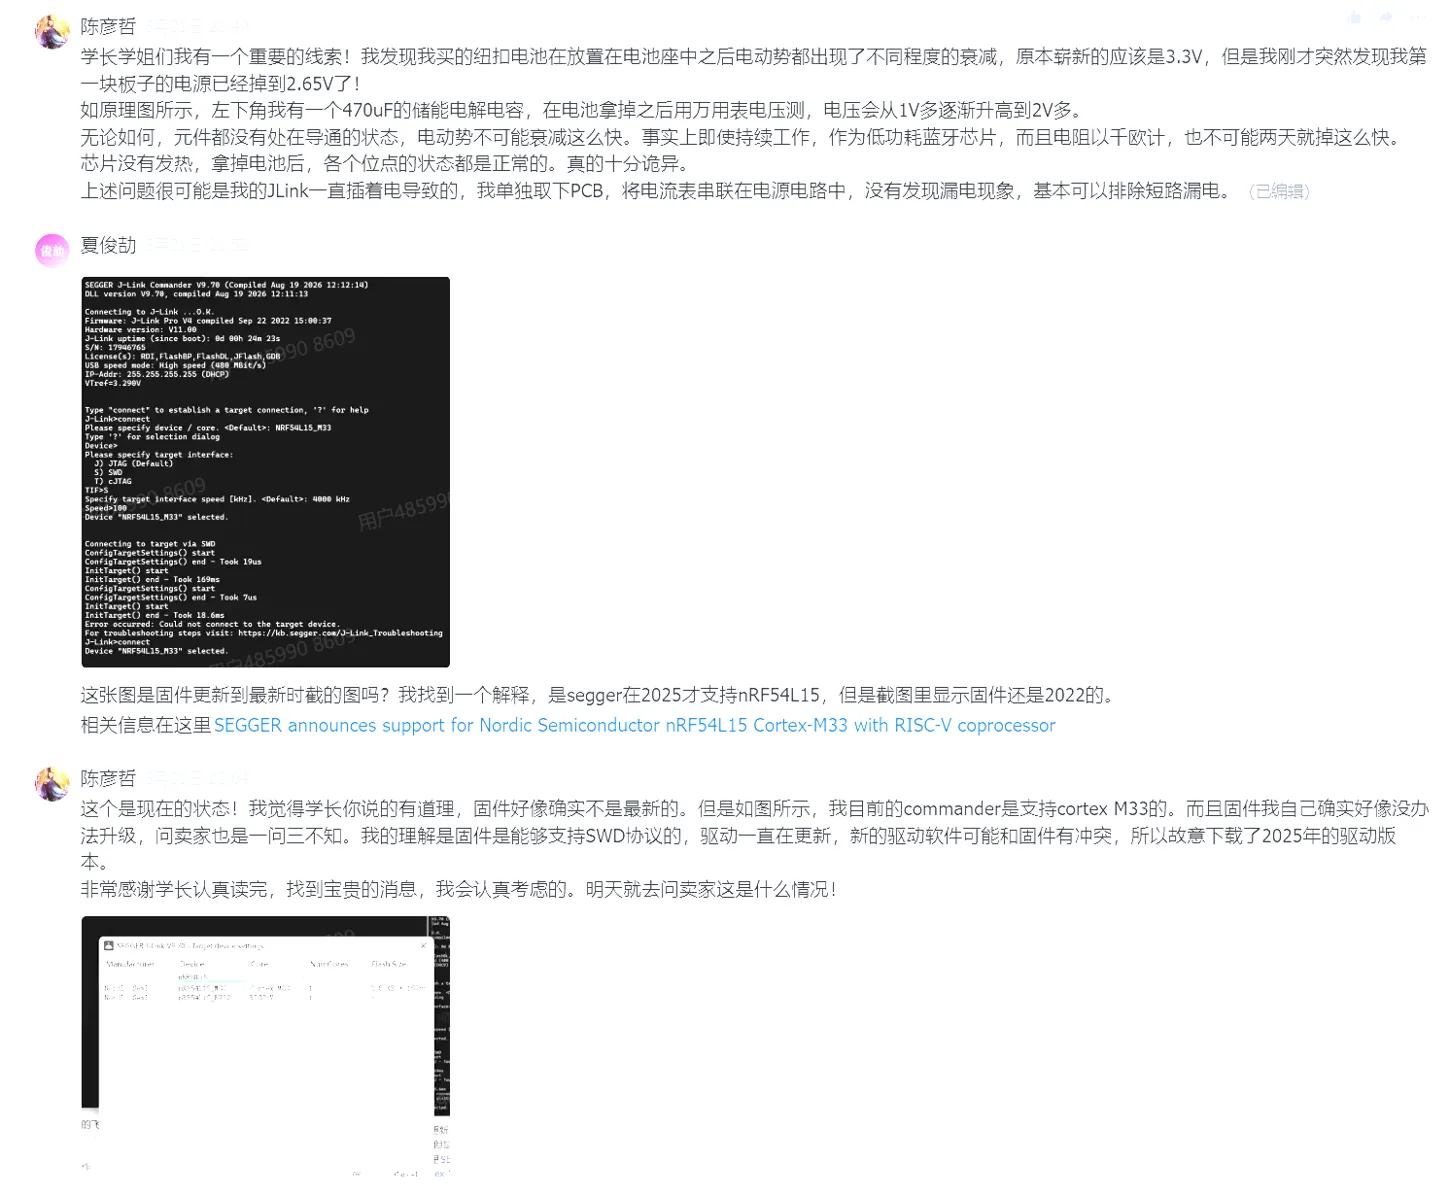 陈彦哲
学长学姐们我有一个重要的线索！我发现我买的纽扣电池在放置在电池座中之后电动势都出现了不同程度的衰减，原本崭新的应该是3.3V，但是我刚才突然发现我第
一块板子的电源已经掉到2.65V了！
如原理图所示，左下角我有一个470uF的储能电解电容，在电池拿掉之后用万用表电压测，电压会从1V多逐渐升高到2V多。
无论如何，元件都没有处在导通的状态，电动势不可能衰减这么快。事实上即使持续工作，作为低功耗蓝牙芯片，而且电阻以千欧计，也不可能两天就掉这么快。
芯片没有发热，拿掉电池后，各个位点的状态都是正常的。真的十分诡异。
上述问题很可能是我的JLink一直插着电导致的，我单独取下PCB，将电流表串联在电源电路中，没有发现漏电现象，基本可以排除短路漏电。（已编辑）
俊劼
夏俊劼
SEGGER J-Link Commander V9.70 (Compiled Aug 19 2026 12:12:14)
DLL version V9.70, compiled Aug 19 2026 12:11:13
Connecting to J-Link ...O.K.
Firmware: J-Link Pro V4 compiled Sep 22 2022 15:00:37
Hardware version: V11.00
J-Link uptime (since boot): 0d 00h 24m 23s
S/N: 17946765
License(s): RDI,FlashBP,FlashDL,JFlash,GDB
USB speed mode: High speed (480 MBit/s)
IP-Addr: 255.255.255.255 (DHCP)
VTref=3.290V
Type "connect" to establish a target connection, '?' for help
J-Link>connect
Please specify device / core. <Default>: NRF54L15_M33
Type '?' for selection dialog
Device>
Please specify target interface:
J) JTAG (Default)
S) SWD
T) cJTAG
TIF>S
Specify target interface speed [kHz]. <Default>: 4000 kHz
Speed>100
Device "NRF54L15_M33" selected.
Connecting to target via SWD
ConfigTargetSettings() start
ConfigTargetSettings() end - Took 19us
InitTarget() start
InitTarget() end - Took 169ms
ConfigTargetSettings() start
ConfigTargetSettings() end - Took 7us
InitTarget() start
InitTarget() end - Took 18.6ms
Error occurred: Could not connect to the target device.
For troubleshooting steps visit: https://kb.segger.com/J-Link_Troubleshooting
J-Link>connect
Device "NRF54L15_M33" selected.
用户485990 8609
这张图是固件更新到最新时截的图吗？我找到一个解释，是segger在2025才支持nRF54L15，但是截图里显示固件还是2022的。
相关信息在这里SEGGER announces support for Nordic Semiconductor nRF54L15 Cortex-M33 with RISC-V coprocessor
陈彦哲
这个是现在的状态！我觉得学长你说的有道理，固件好像确实不是最新的。但是如图所示，我目前的commander是支持cortex M33的。而且固件我自己确实好像没办
法升级，问卖家也是一问三不知。我的理解是固件是能够支持SWD协议的，驱动一直在更新，新的驱动软件可能和固件有冲突，所以故意下载了2025年的驱动版
本。
非常感谢学长认真读完，找到宝贵的消息，我会认真考虑的。明天就去问卖家这是什么情况！
SEGGER J-Link V9.70 - Target device settings
Manufacturer Device Core NumCores Flash Size
的飞